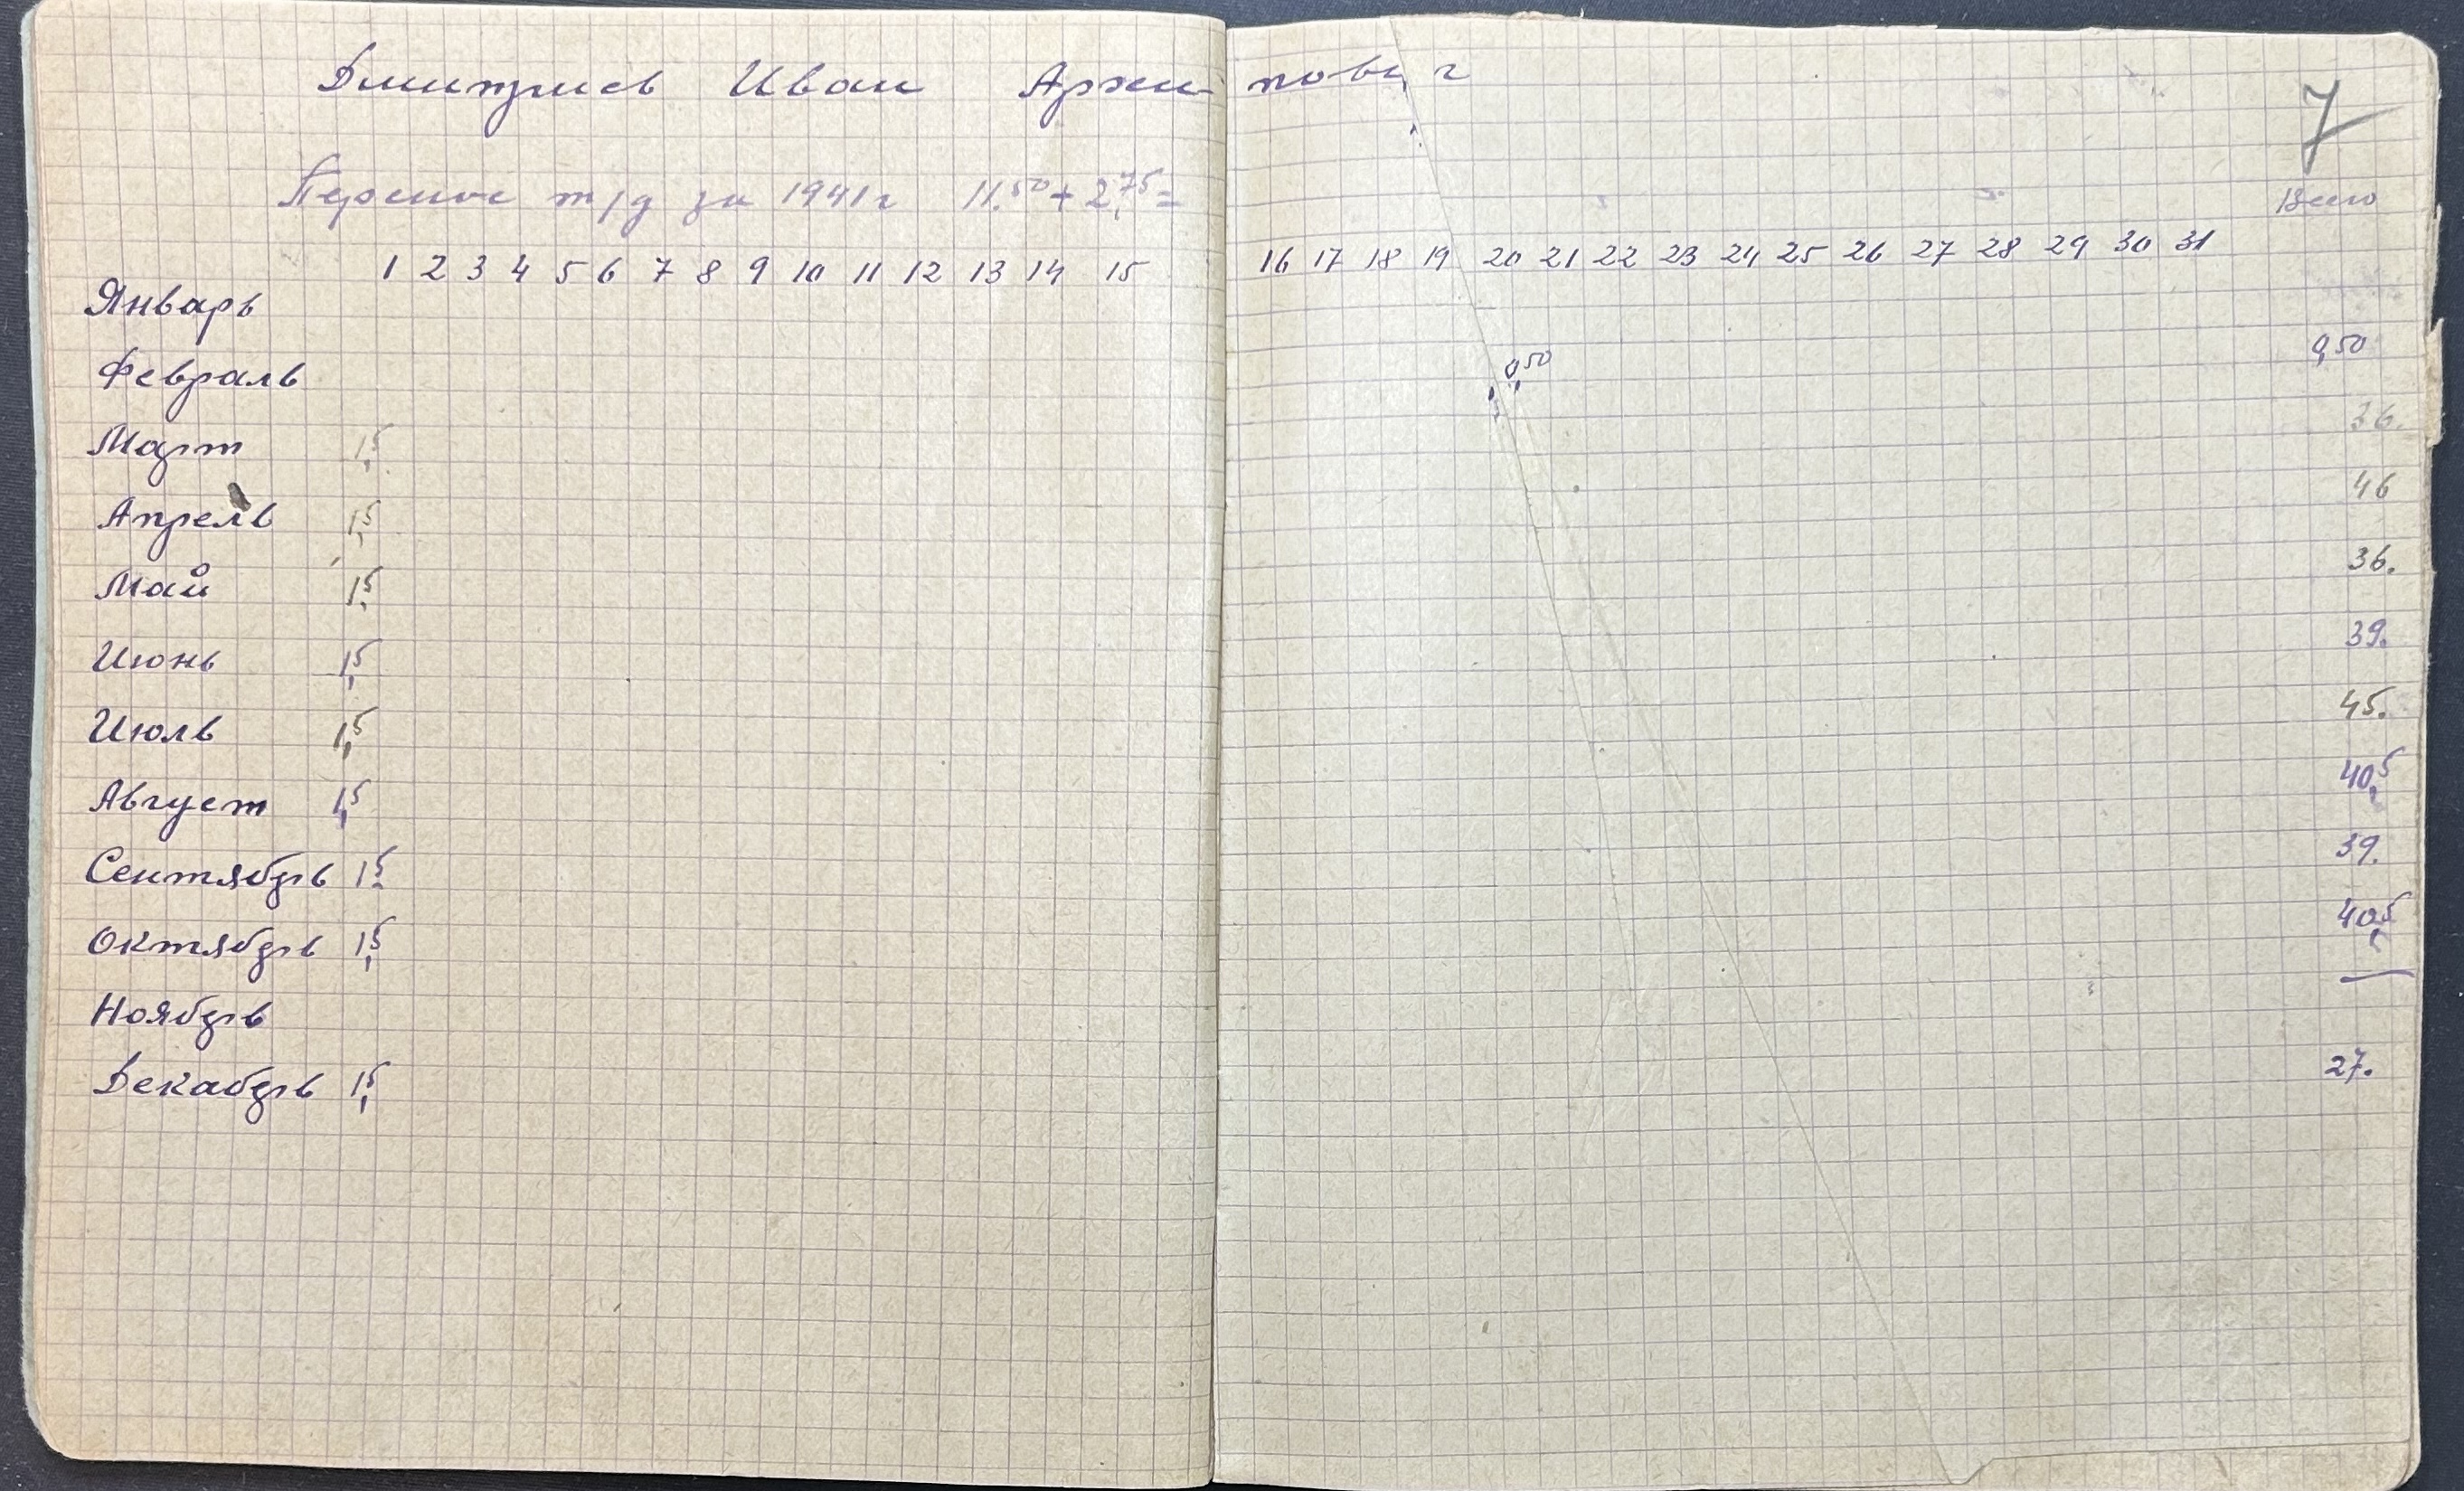 Дмитриев Иван Архипович
7
Перенос т/д за 1941г 11.50 + 2,75 =
Всего
1 2 3 4 5 6 7 8 9 10 11 12 13 14 15 16 17 18 19 20 21 22 23 24 25 26 27 28 29 30 31
Январь
Февраль 0,50 0,50
Март 1,5 36.
Апрель 1,5 46
Май 1,5 36.
Июнь 1,5 39.
Июль 1,5 45.
Август 1,5 40,5
Сентябрь 1,5 39.
Октябрь 1,5 40,5
Ноябрь —
Декабрь 1,5 27.